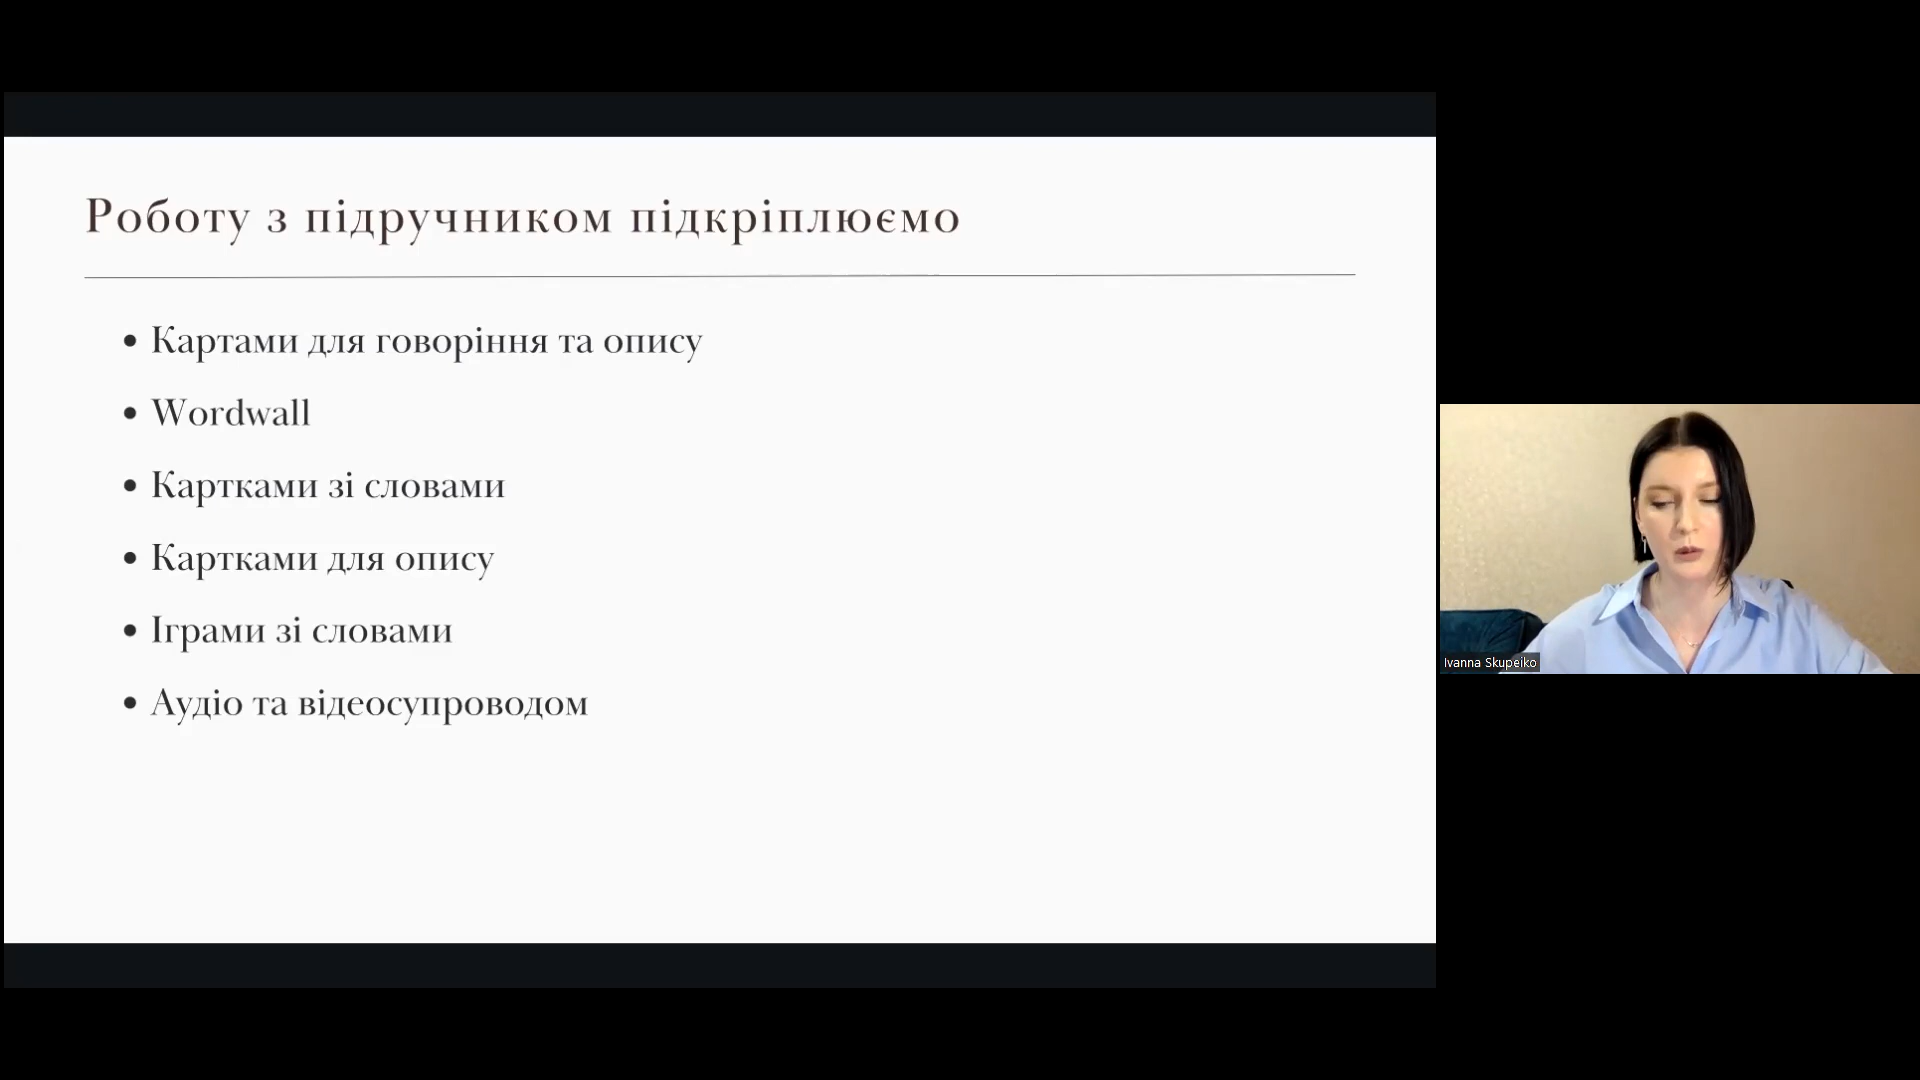 Роботу з підручником підкріплюємо
• Картами для говоріння та опису
• Wordwall
• Картками зі словами
• Картками для опису
• Іграми зі словами
• Аудіо та відеосупроводом
Ivanna Skupeiko